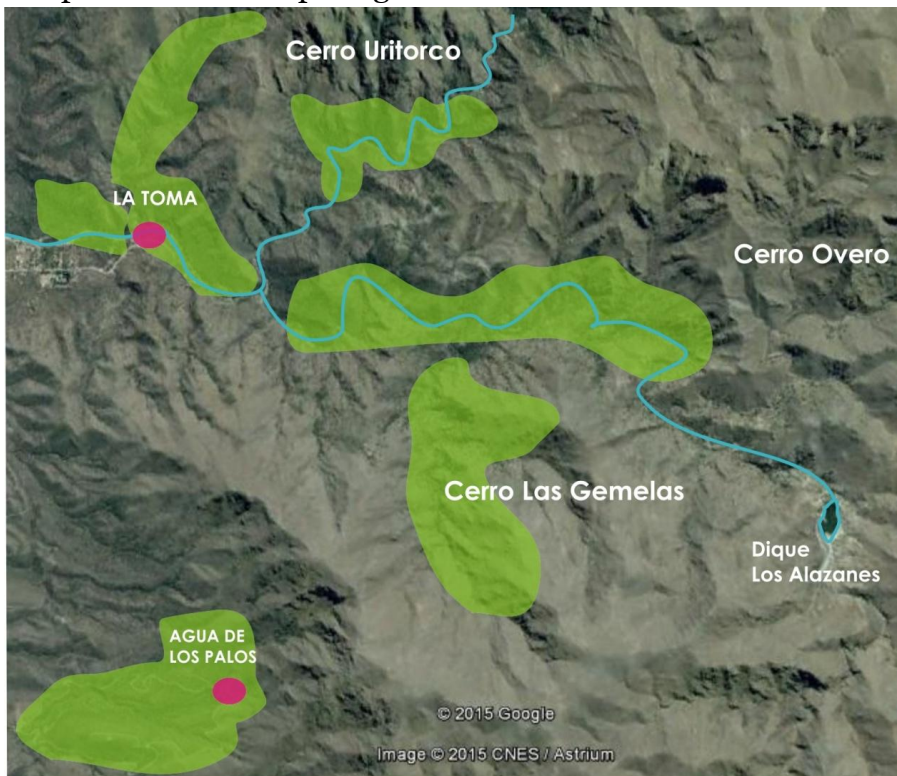 Cerro Uritorco
LA TOMA
Cerro Overo
Cerro Las Gemelas
Dique
Los Alazanes
AGUA DE
LOS PALOS
© 2015 Google
Image © 2015 CNES / Astrium